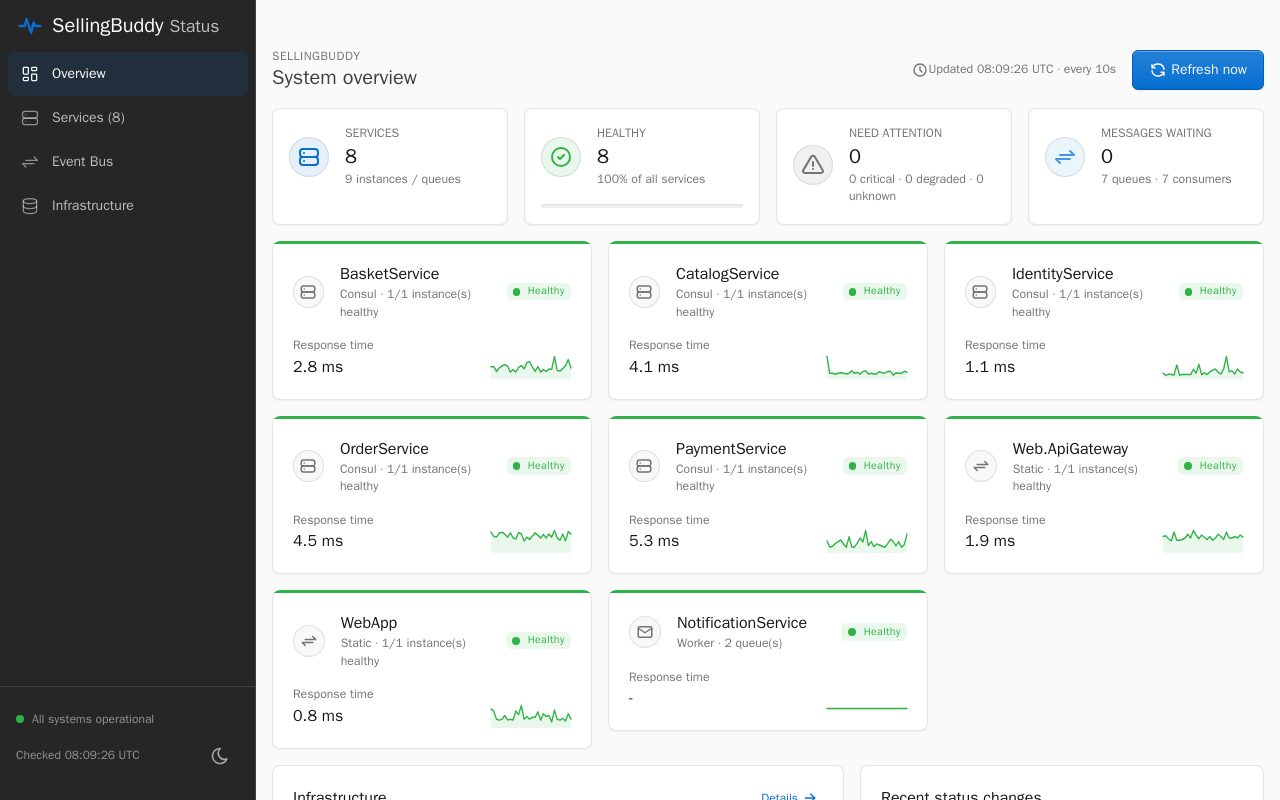 SellingBuddy Status
Overview
Services (8)
Event Bus
Infrastructure
All systems operational
Checked 08:09:26 UTC
SELLINGBUDDY
System overview
Updated 08:09:26 UTC · every 10s
Refresh now
SERVICES
8
9 instances / queues
HEALTHY
8
100% of all services
NEED ATTENTION
0
0 critical · 0 degraded · 0
unknown
MESSAGES WAITING
0
7 queues · 7 consumers
BasketService
Consul · 1/1 instance(s)
healthy
Healthy
Response time
2.8 ms
CatalogService
Consul · 1/1 instance(s)
healthy
Healthy
Response time
4.1 ms
IdentityService
Consul · 1/1 instance(s)
healthy
Healthy
Response time
1.1 ms
OrderService
Consul · 1/1 instance(s)
healthy
Healthy
Response time
4.5 ms
PaymentService
Consul · 1/1 instance(s)
healthy
Healthy
Response time
5.3 ms
Web.ApiGateway
Static · 1/1 instance(s)
healthy
Healthy
Response time
1.9 ms
WebApp
Static · 1/1 instance(s)
healthy
Healthy
Response time
0.8 ms
NotificationService
Worker · 2 queue(s)
Healthy
Response time
-
Infrastructure
Details
Recent status changes